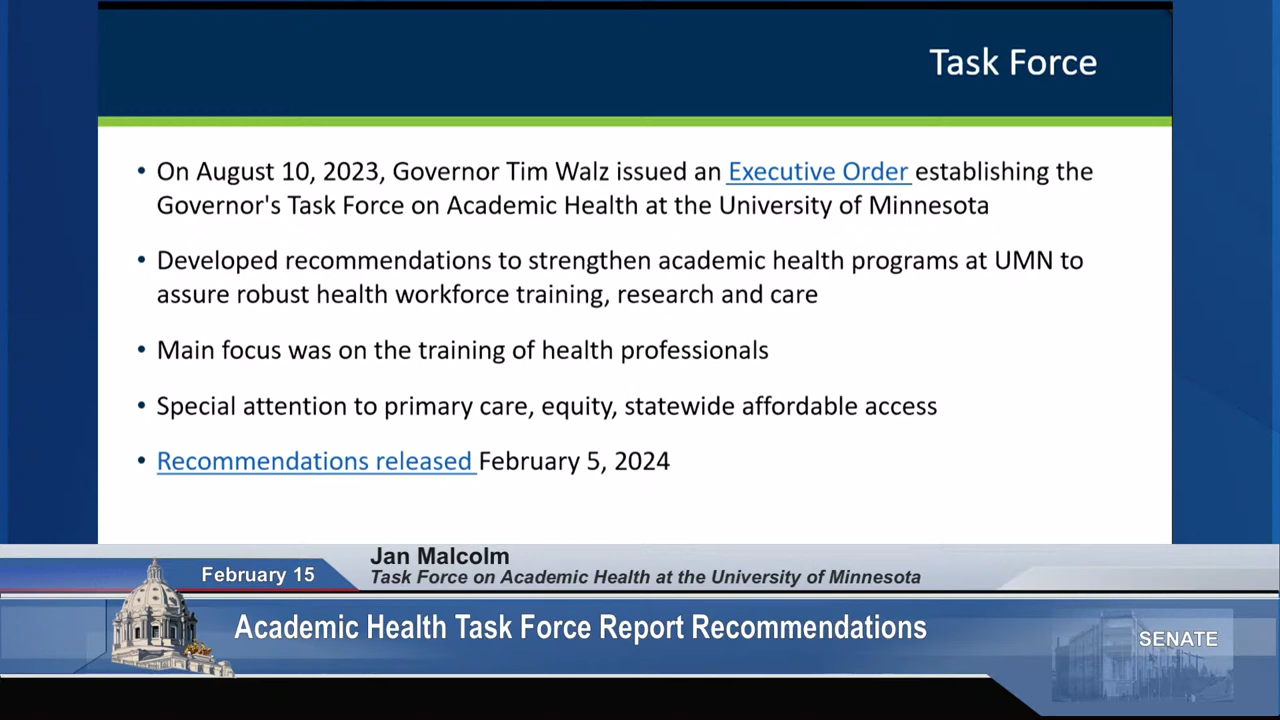 Task Force
• On August 10, 2023, Governor Tim Walz issued an Executive Order establishing the
Governor's Task Force on Academic Health at the University of Minnesota
• Developed recommendations to strengthen academic health programs at UMN to
assure robust health workforce training, research and care
• Main focus was on the training of health professionals
• Special attention to primary care, equity, statewide affordable access
• Recommendations released February 5, 2024
Jan Malcolm
February 15
Task Force on Academic Health at the University of Minnesota
Academic Health Task Force Report Recommendations
SENATE